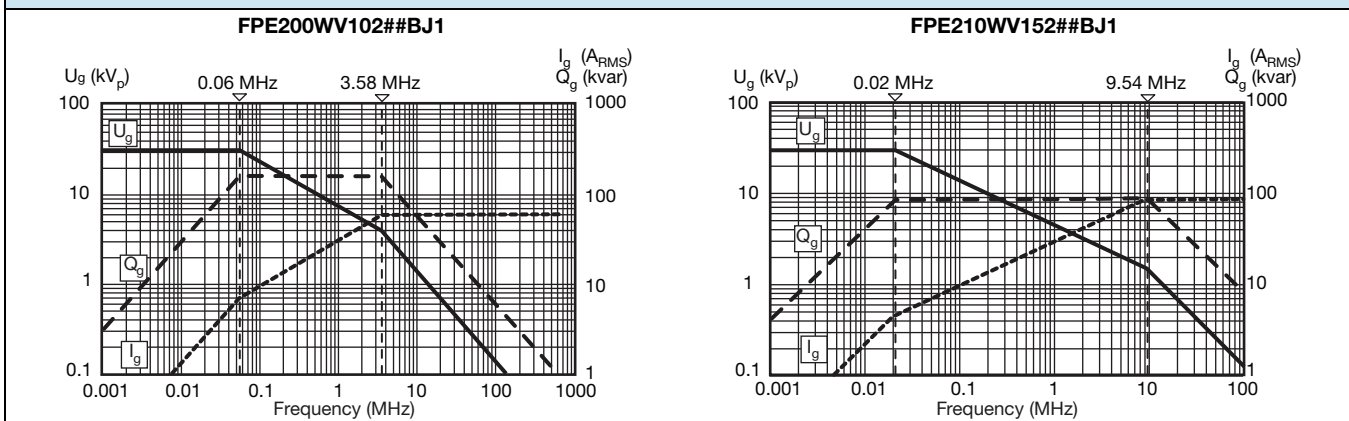 FPE200WV102##BJ1
Ug (kVp)
0.06 MHz
3.58 MHz
Ig (ARMS)
Qg (kvar)
100
10
1
0.1
1000
100
10
1
Ug
Qg
Ig
0.001
0.01
0.1
1
10
100
1000
Frequency (MHz)
FPE210WV152##BJ1
Ug (kVp)
0.02 MHz
9.54 MHz
Ig (ARMS)
Qg (kvar)
100
10
1
0.1
1000
100
10
1
Ug
Qg
Ig
0.001
0.01
0.1
1
10
100
Frequency (MHz)